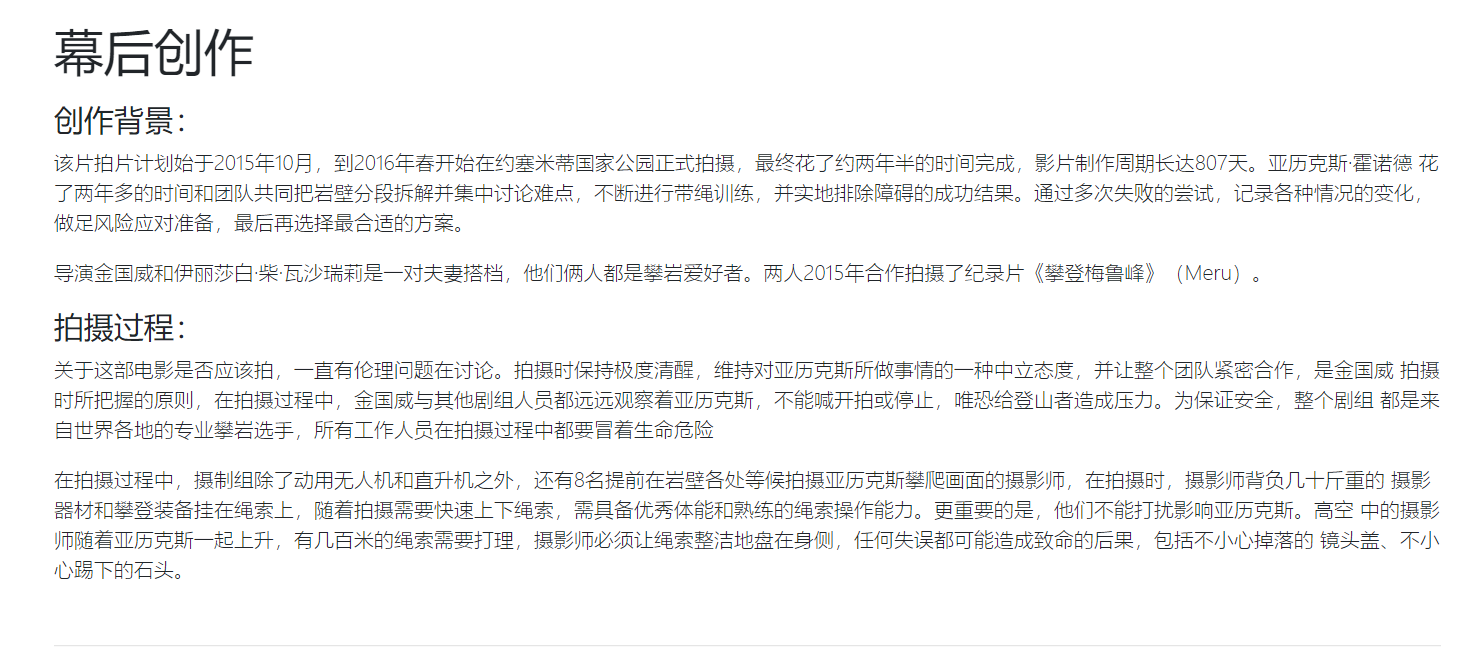 幕后创作
创作背景：
该片拍片计划始于2015年10月，到2016年春开始在约塞米蒂国家公园正式拍摄，最终花了约两年半的时间完成，影片制作周期长达807天。亚历克斯·霍诺德 花
了两年多的时间和团队共同把岩壁分段拆解并集中讨论难点，不断进行带绳训练，并实地排除障碍的成功结果。通过多次失败的尝试，记录各种情况的变化，
做足风险应对准备，最后再选择最合适的方案。
导演金国威和伊丽莎白·柴·瓦沙瑞莉是一对夫妻搭档，他们俩人都是攀岩爱好者。两人2015年合作拍摄了纪录片《攀登梅鲁峰》（Meru）。
拍摄过程：
关于这部电影是否应该拍，一直有伦理问题在讨论。拍摄时保持极度清醒，维持对亚历克斯所做事情的一种中立态度，并让整个团队紧密合作，是金国威 拍摄
时所把握的原则，在拍摄过程中，金国威与其他剧组人员都远远观察着亚历克斯，不能喊开拍或停止，唯恐给登山者造成压力。为保证安全，整个剧组 都是来
自世界各地的专业攀岩选手，所有工作人员在拍摄过程中都要冒着生命危险
在拍摄过程中，摄制组除了动用无人机和直升机之外，还有8名提前在岩壁各处等候拍摄亚历克斯攀爬画面的摄影师，在拍摄时，摄影师背负几十斤重的 摄影
器材和攀登装备挂在绳索上，随着拍摄需要快速上下绳索，需具备优秀体能和熟练的绳索操作能力。更重要的是，他们不能打扰影响亚历克斯。高空 中的摄影
师随着亚历克斯一起上升，有几百米的绳索需要打理，摄影师必须让绳索整洁地盘在身侧，任何失误都可能造成致命的后果，包括不小心掉落的 镜头盖、不小
心踢下的石头。